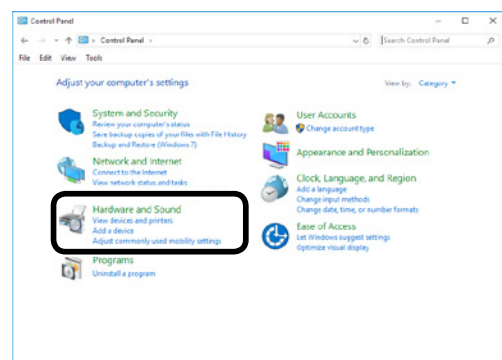 Control Panel
Control Panel
Search Control Panel
File Edit View Tools
Adjust your computer's settings
View by: Category
System and Security
Review your computer's status
Save backup copies of your files with File History
Backup and Restore (Windows 7)
Network and Internet
Connect to the Internet
View network status and tasks
Hardware and Sound
View devices and printers
Add a device
Adjust commonly used mobility settings
Programs
Uninstall a program
User Accounts
Change account type
Appearance and Personalization
Clock, Language, and Region
Add a language
Change input methods
Change date, time, or number formats
Ease of Access
Let Windows suggest settings
Optimize visual display